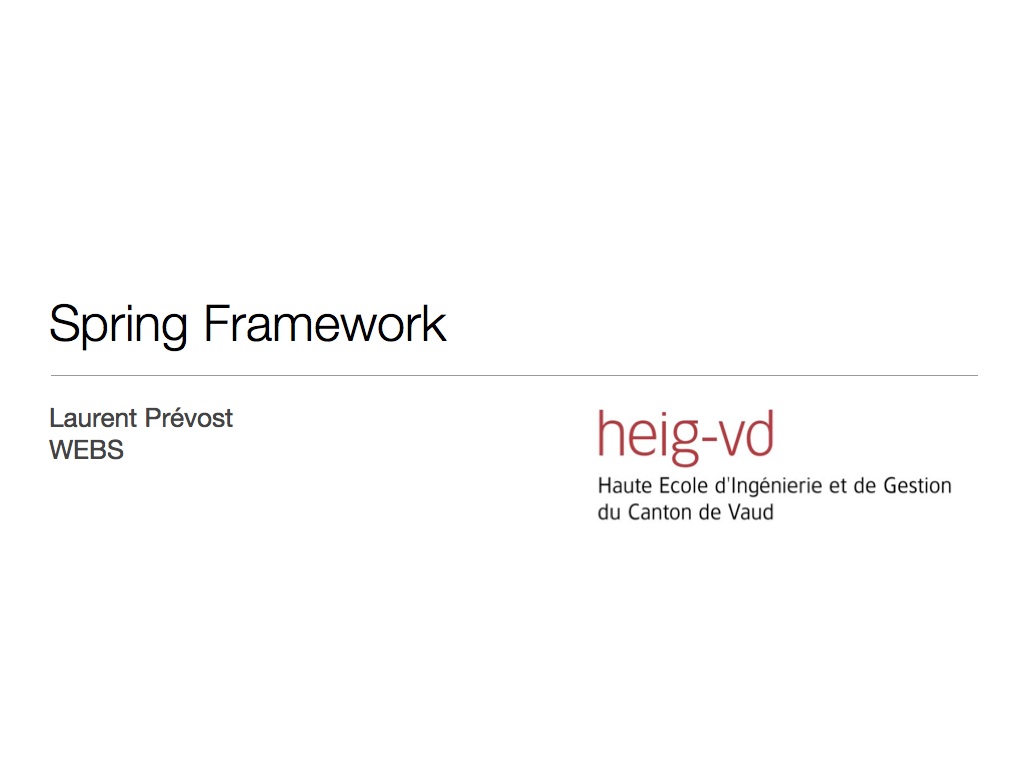 Spring Framework
Laurent Prévost
WEBS
heig-vd
Haute Ecole d'Ingénierie et de Gestion
du Canton de Vaud